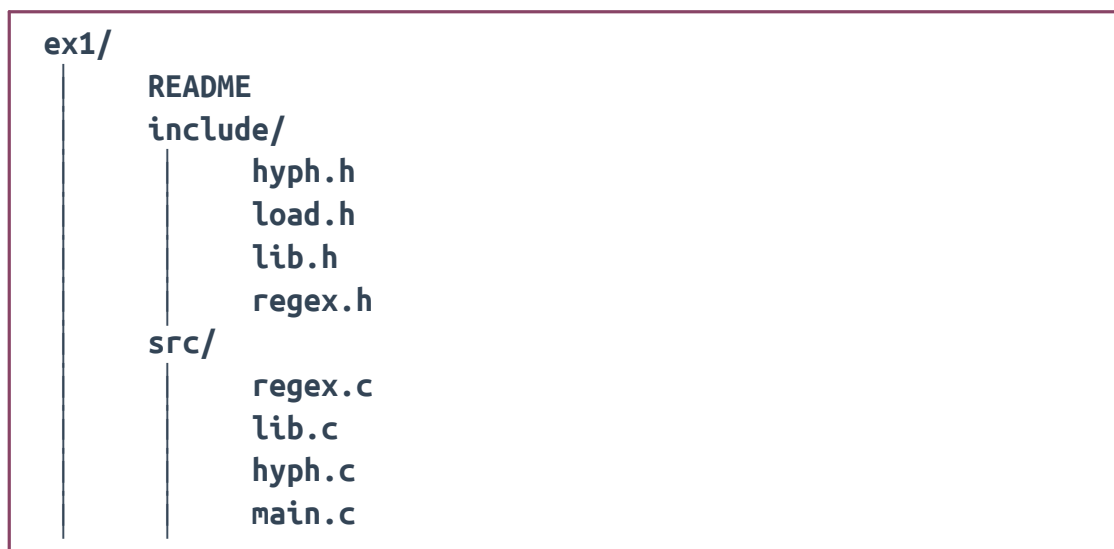 ex1/
README
include/
hyph.h
load.h
lib.h
regex.h
src/
regex.c
lib.c
hyph.c
main.c